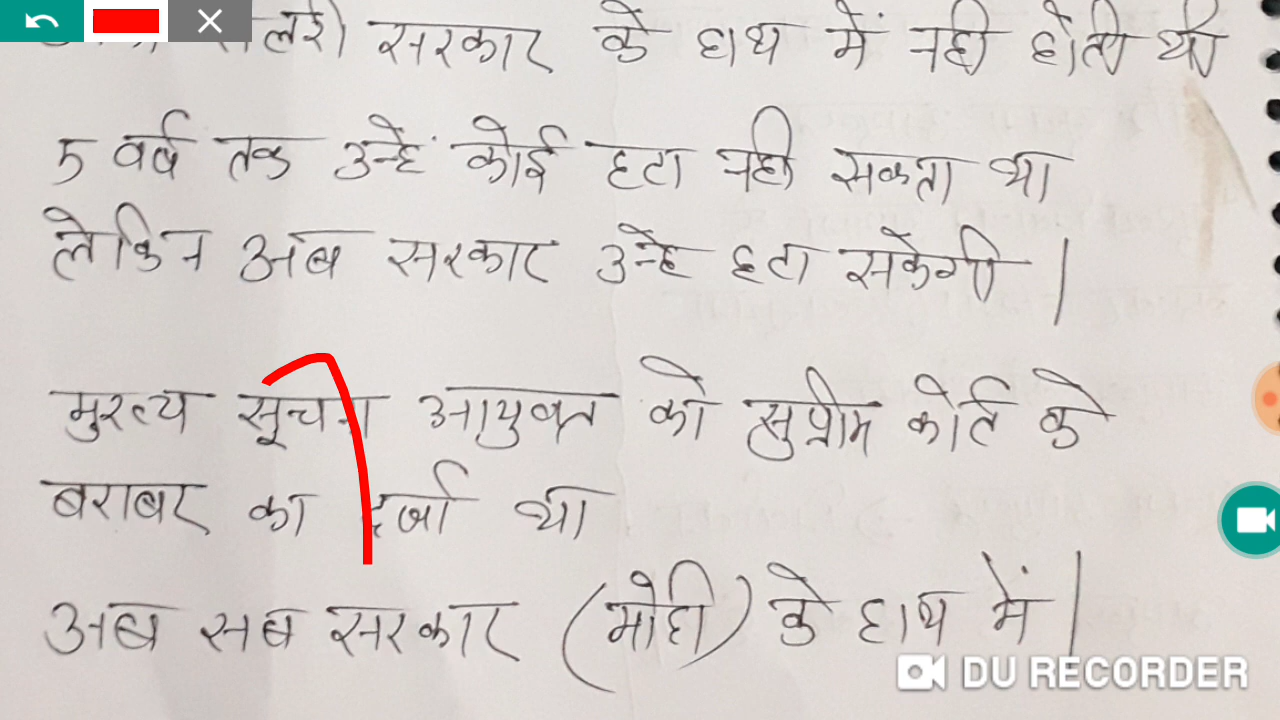 सरकार के हाथ में नही होती थी
5 वर्ष तक उन्हें कोई हटा नही सकता था
लेकिन अब सरकार उन्हे हटा सकेगी |
मुख्य सूचना आयुक्त को सुप्रीम कोर्ट के
बराबर का दर्जा था
अब सब सरकार (मोदी) के हाथ में |
DU RECORDER